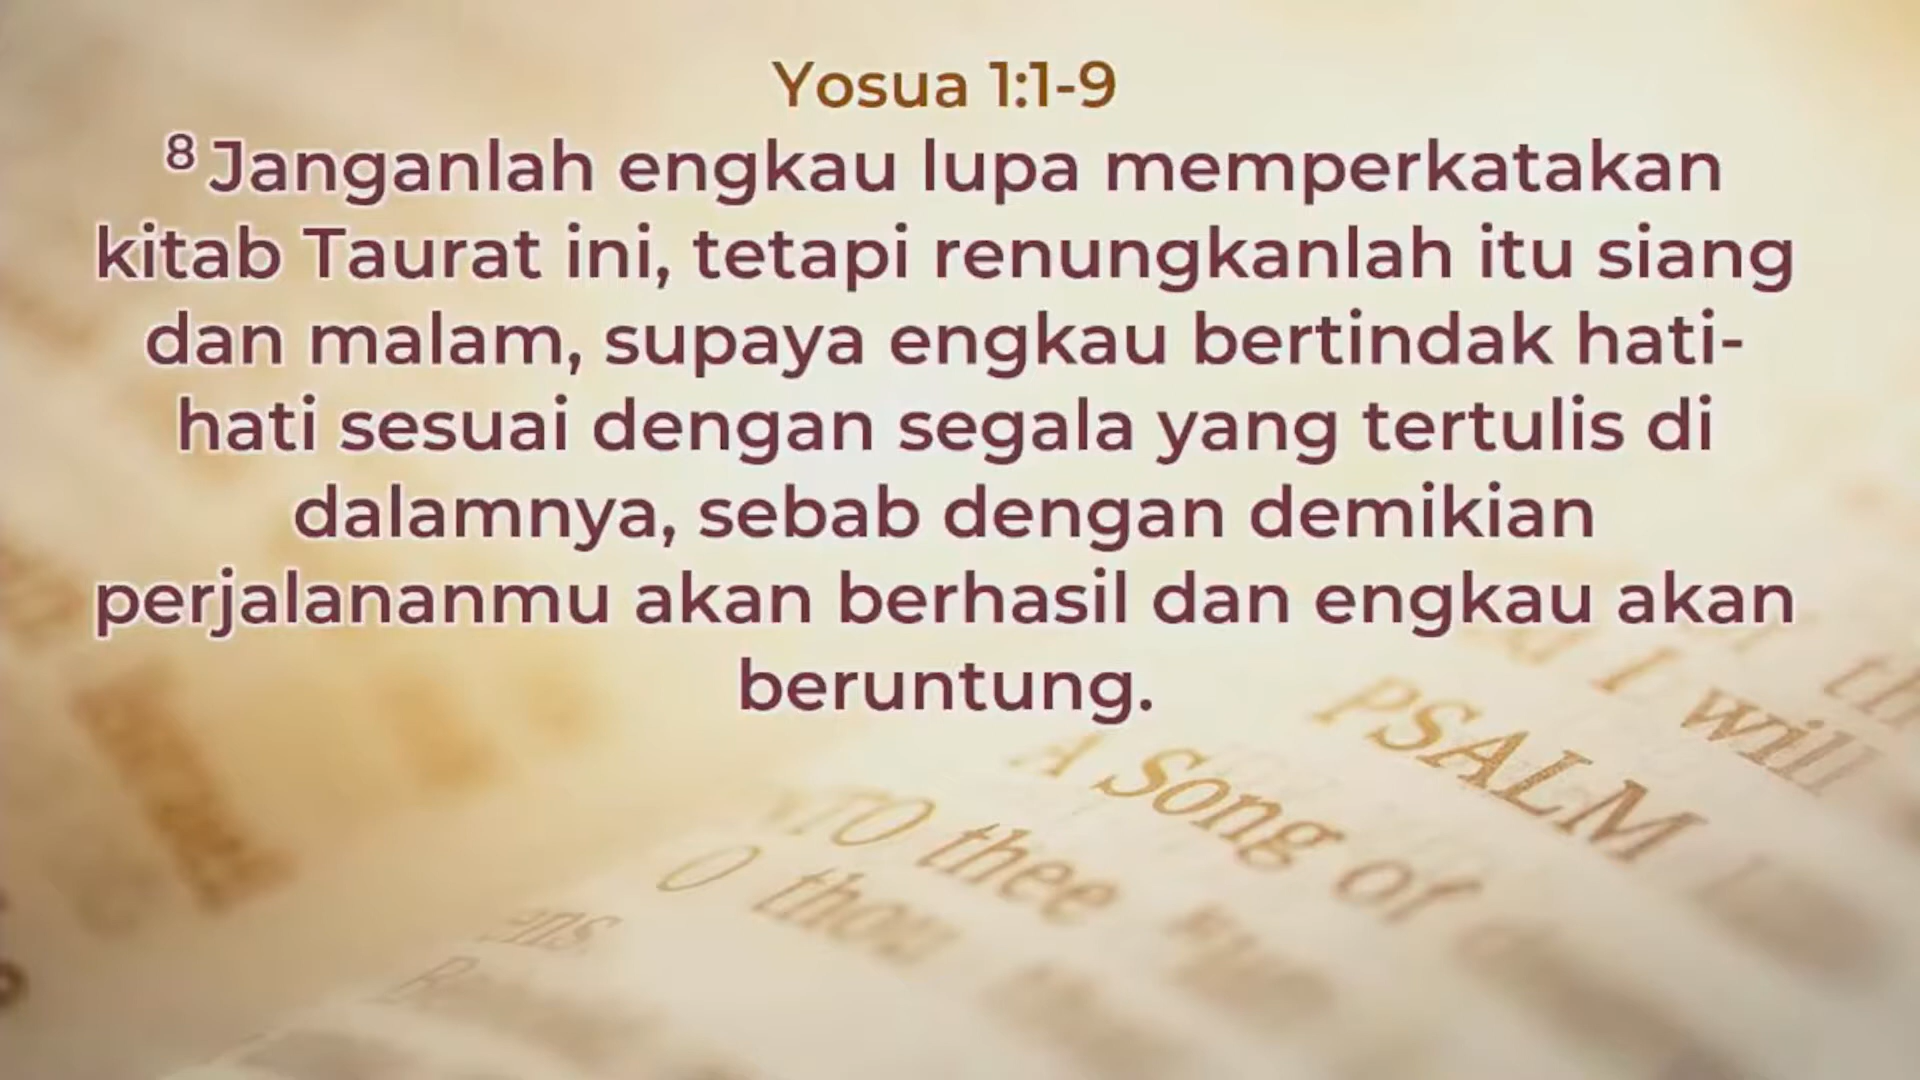 Yosua 1:1-9
8 Janganlah engkau lupa memperkatakan
kitab Taurat ini, tetapi renungkanlah itu siang
dan malam, supaya engkau bertindak hati-
hati sesuai dengan segala yang tertulis di
dalamnya, sebab dengan demikian
perjalananmu akan berhasil dan engkau akan
beruntung.
I will
PSALM
A Song of
thee
O thou